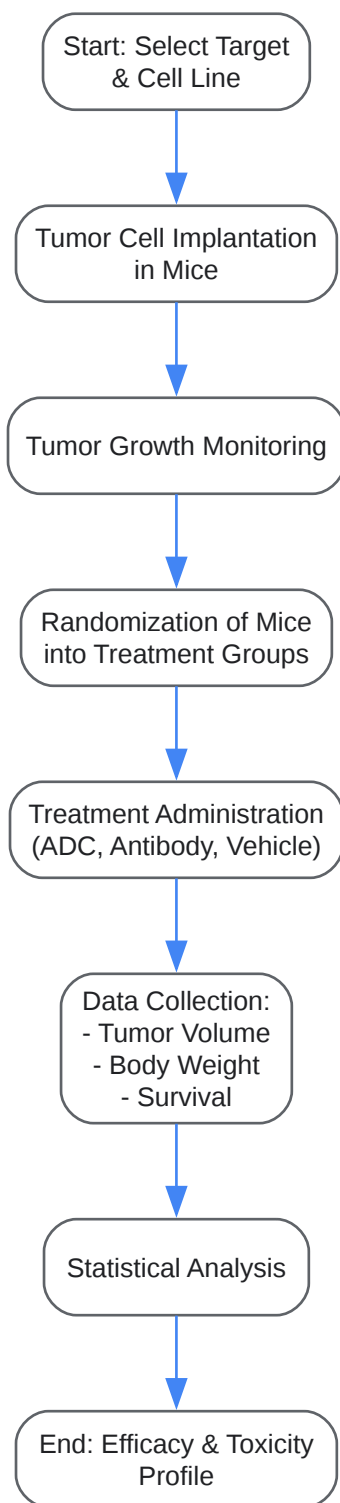 Start: Select Target
& Cell Line
Tumor Cell Implantation
in Mice
Tumor Growth Monitoring
Randomization of Mice
into Treatment Groups
Treatment Administration
(ADC, Antibody, Vehicle)
Data Collection:
- Tumor Volume
- Body Weight
- Survival
Statistical Analysis
End: Efficacy & Toxicity
Profile